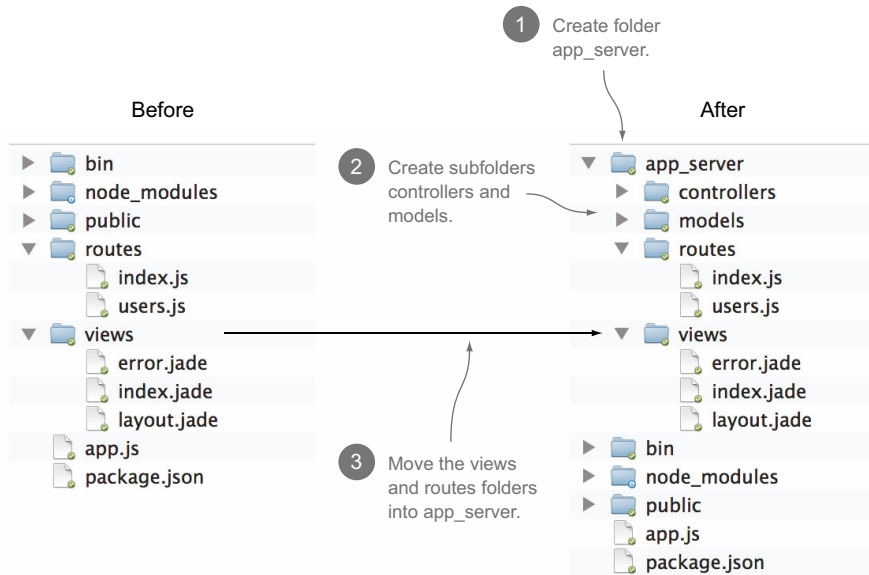 1
Create folder
app_server.
Before
After
bin
node_modules
public
routes
index.js
users.js
views
error.jade
index.jade
layout.jade
app.js
package.json
2
Create subfolders
controllers and
models.
3
Move the views
and routes folders
into app_server.
app_server
controllers
models
routes
index.js
users.js
views
error.jade
index.jade
layout.jade
bin
node_modules
public
app.js
package.json